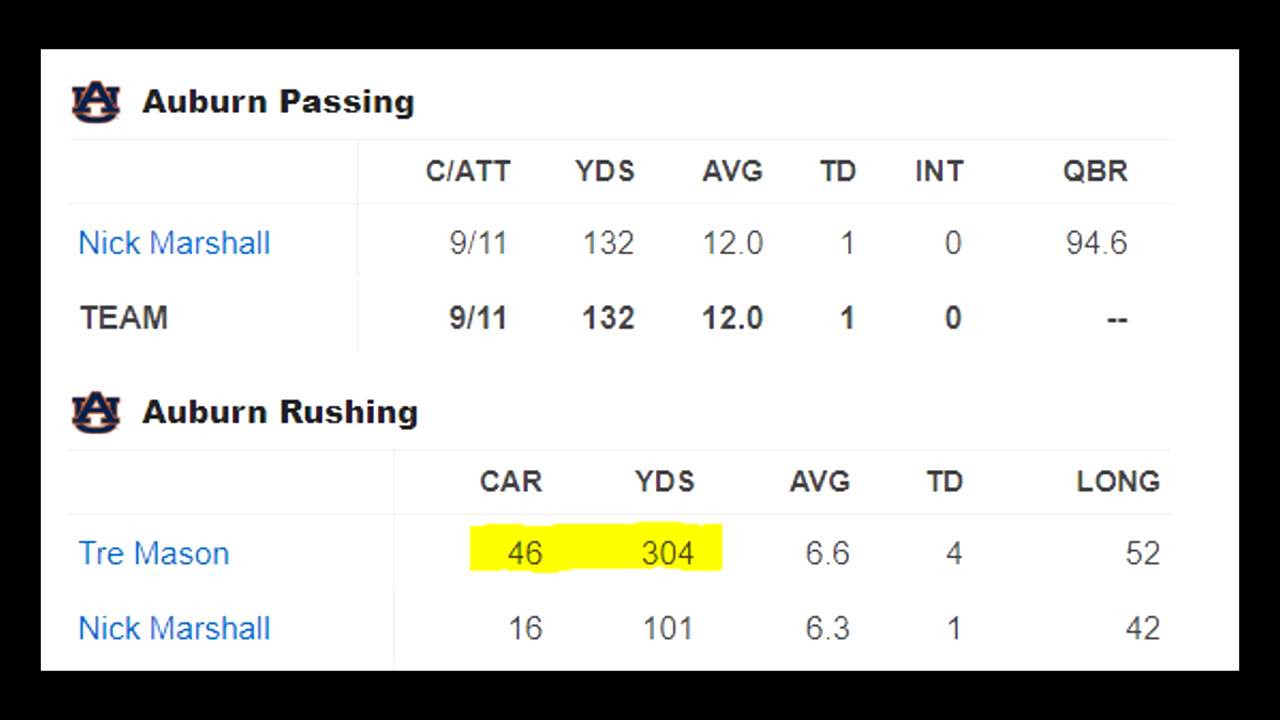 Auburn Passing
C/ATT YDS AVG TD INT QBR
Nick Marshall 9/11 132 12.0 1 0 94.6
TEAM 9/11 132 12.0 1 0 --
Auburn Rushing
CAR YDS AVG TD LONG
Tre Mason 46 304 6.6 4 52
Nick Marshall 16 101 6.3 1 42